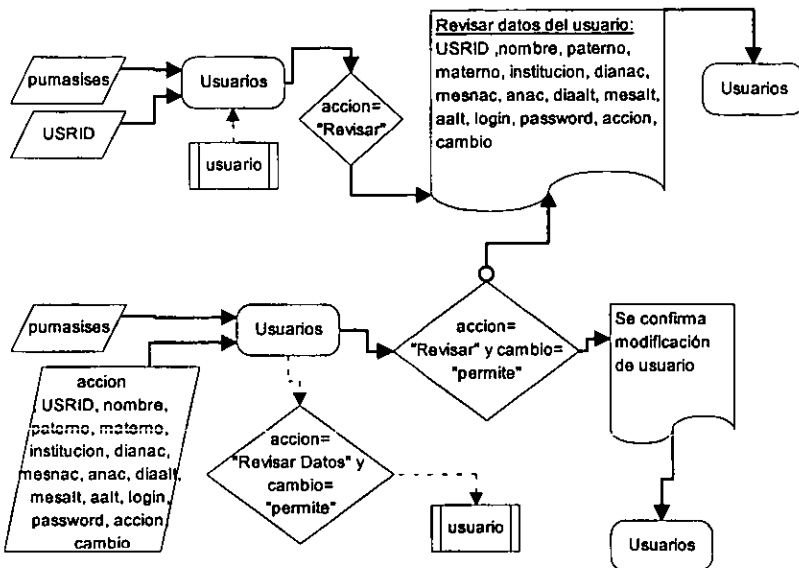 pumasises
USRID
Usuarios
usuario
accion=
"Revisar"
Revisar datos del usuario:
USRID ,nombre, paterno,
materno, institucion, dianac,
mesnac, anac, diaalt, mesalt,
aalt, login, password, accion,
cambio
Usuarios
pumasises
accion
USRID, nombre,
paterno, materno,
institucion, dianac,
mesnac, anac, diaalt,
mesalt, aalt, login,
password, accion,
cambio
Usuarios
accion=
"Revisar Datos" y
cambio=
"permite"
usuario
accion=
"Revisar" y cambio=
"permite"
Se confirma
modificación
de usuario
Usuarios